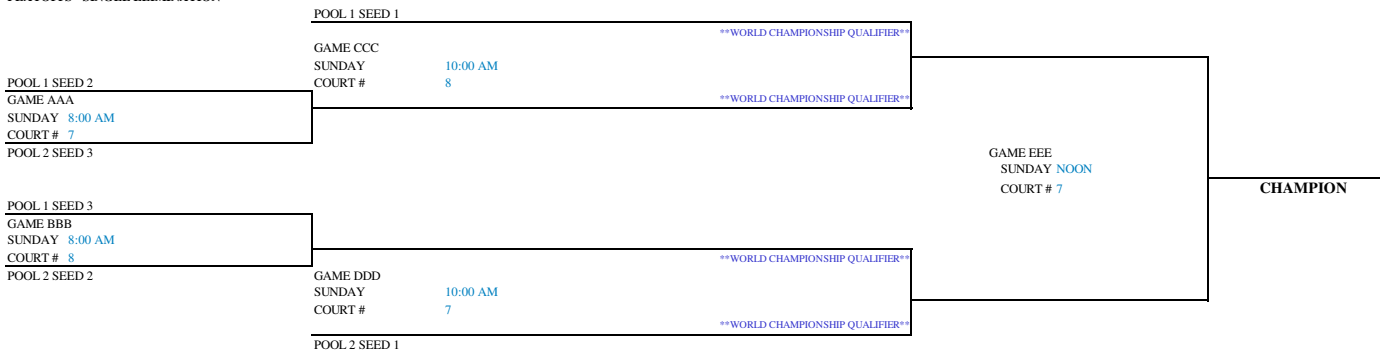 POOL 1 SEED 1
**WORLD CHAMPIONSHIP QUALIFIER**
GAME CCC
SUNDAY 10:00 AM
COURT # 8
**WORLD CHAMPIONSHIP QUALIFIER**
POOL 1 SEED 2
GAME AAA
SUNDAY 8:00 AM
COURT # 7
POOL 2 SEED 3
GAME EEE
SUNDAY NOON
COURT # 7
CHAMPION
POOL 1 SEED 3
GAME BBB
SUNDAY 8:00 AM
COURT # 8
POOL 2 SEED 2
**WORLD CHAMPIONSHIP QUALIFIER**
GAME DDD
SUNDAY 10:00 AM
COURT # 7
**WORLD CHAMPIONSHIP QUALIFIER**
POOL 2 SEED 1